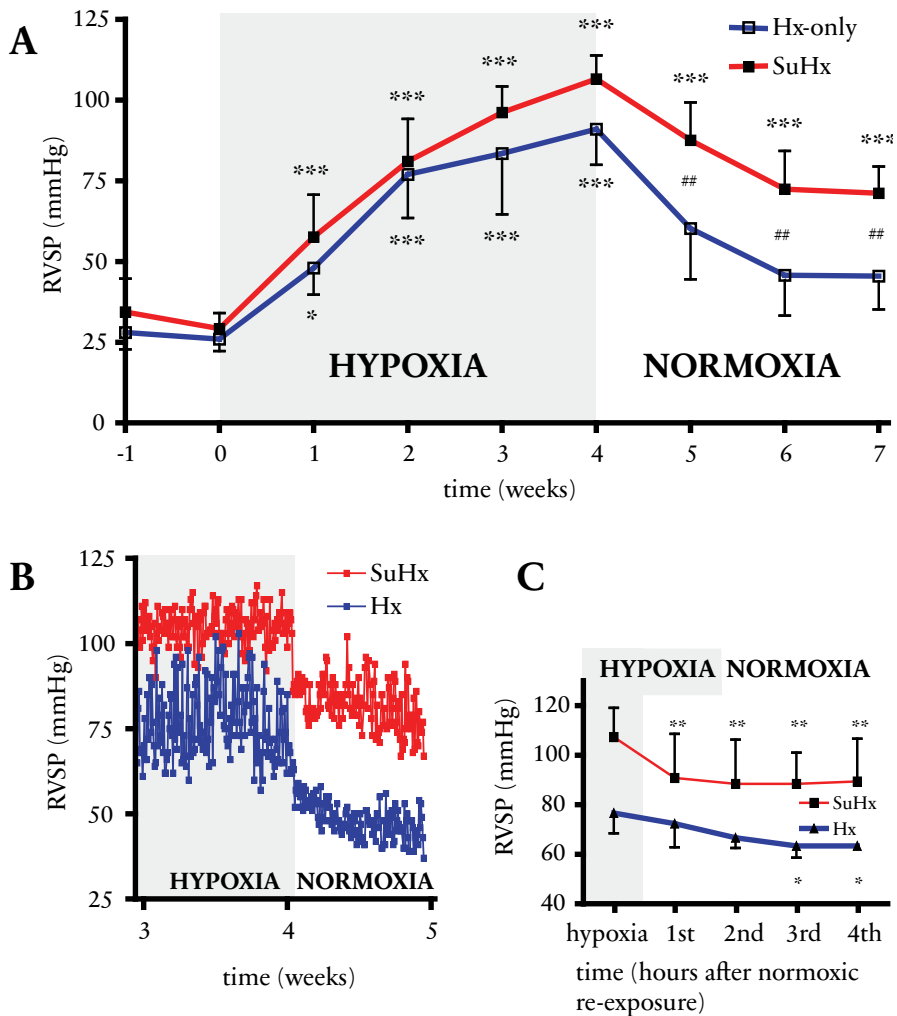 A
Hx-only
SuHx
RVSP (mmHg)
125
100
75
50
25
0
*** *** *** *** *** *** *** ***
* *** *** ***
## ## ##
HYPOXIA NORMOXIA
-1 0 1 2 3 4 5 6 7
time (weeks)
B
SuHx
Hx
RVSP (mmHg)
125
100
75
50
25
HYPOXIA NORMOXIA
3 4 5
time (weeks)
C
HYPOXIA NORMOXIA
RVSP (mmHg)
120
100
80
60
40
** ** ** **
SuHx
Hx
* *
hypoxia 1st 2nd 3rd 4th
time (hours after normoxic
re-exposure)